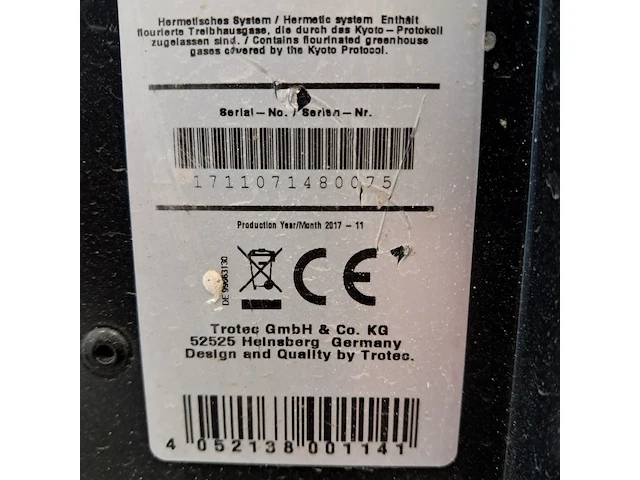 Hermetisches System / Hermetic system Enthält
flourierte Treibhausgase, die durch das Kyoto – Protokoll
zugelassen sind. / Contains flourinated greenhouse
gases covered by the Kyoto Protocol.
Serial – No. / Serien – Nr.
1711071480075
Production Year/Month 2017 – 11
DE 99663130
CE
Trotec GmbH & Co. KG
52525 Heinsberg Germany
Design and Quality by Trotec.
4 052138 001141